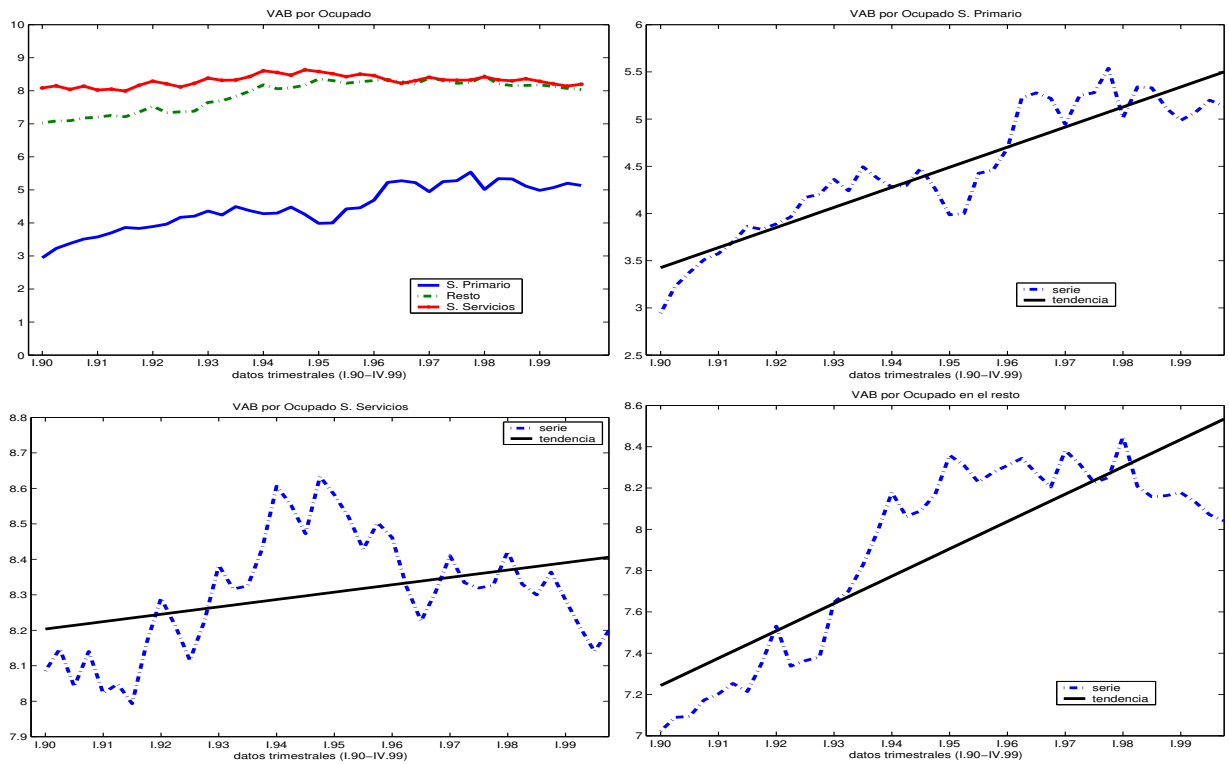 VAB por Ocupado
10
9
8
7
6
5
4
3
2
1
0
S. Primario
Resto
S. Servicios
I.90 I.91 I.92 I.93 I.94 I.95 I.96 I.97 I.98 I.99
datos trimestrales (I.90−IV.99)
VAB por Ocupado S. Primario
6
5.5
5
4.5
4
3.5
3
2.5
serie
tendencia
I.90 I.91 I.92 I.93 I.94 I.95 I.96 I.97 I.98 I.99
datos trimestrales (I.90−IV.99)
VAB por Ocupado S. Servicios
8.8
8.7
8.6
8.5
8.4
8.3
8.2
8.1
8
7.9
serie
tendencia
I.90 I.91 I.92 I.93 I.94 I.95 I.96 I.97 I.98 I.99
datos trimestrales (I.90−IV.99)
VAB por Ocupado en el resto
8.6
8.4
8.2
8
7.8
7.6
7.4
7.2
7
serie
tendencia
I.90 I.91 I.92 I.93 I.94 I.95 I.96 I.97 I.98 I.99
datos trimestrales (I.90−IV.99)